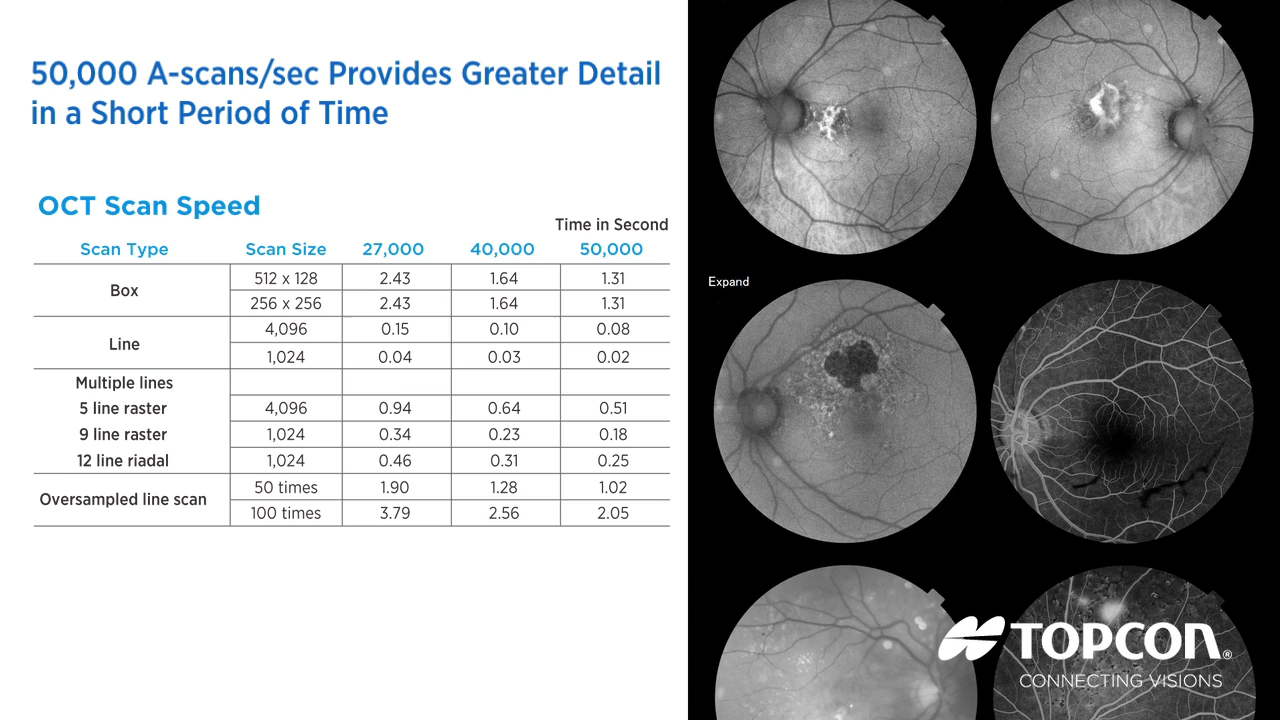 50,000 A-scans/sec Provides Greater Detail
in a Short Period of Time
OCT Scan Speed
Time in Second
Scan Type Scan Size 27,000 40,000 50,000
Box 512 x 128 2.43 1.64 1.31
256 x 256 2.43 1.64 1.31
Line 4,096 0.15 0.10 0.08
1,024 0.04 0.03 0.02
Multiple lines
5 line raster 4,096 0.94 0.64 0.51
9 line raster 1,024 0.34 0.23 0.18
12 line riadal 1,024 0.46 0.31 0.25
Oversampled line scan 50 times 1.90 1.28 1.02
100 times 3.79 2.56 2.05
Expand
TOPCON®
CONNECTING VISIONS